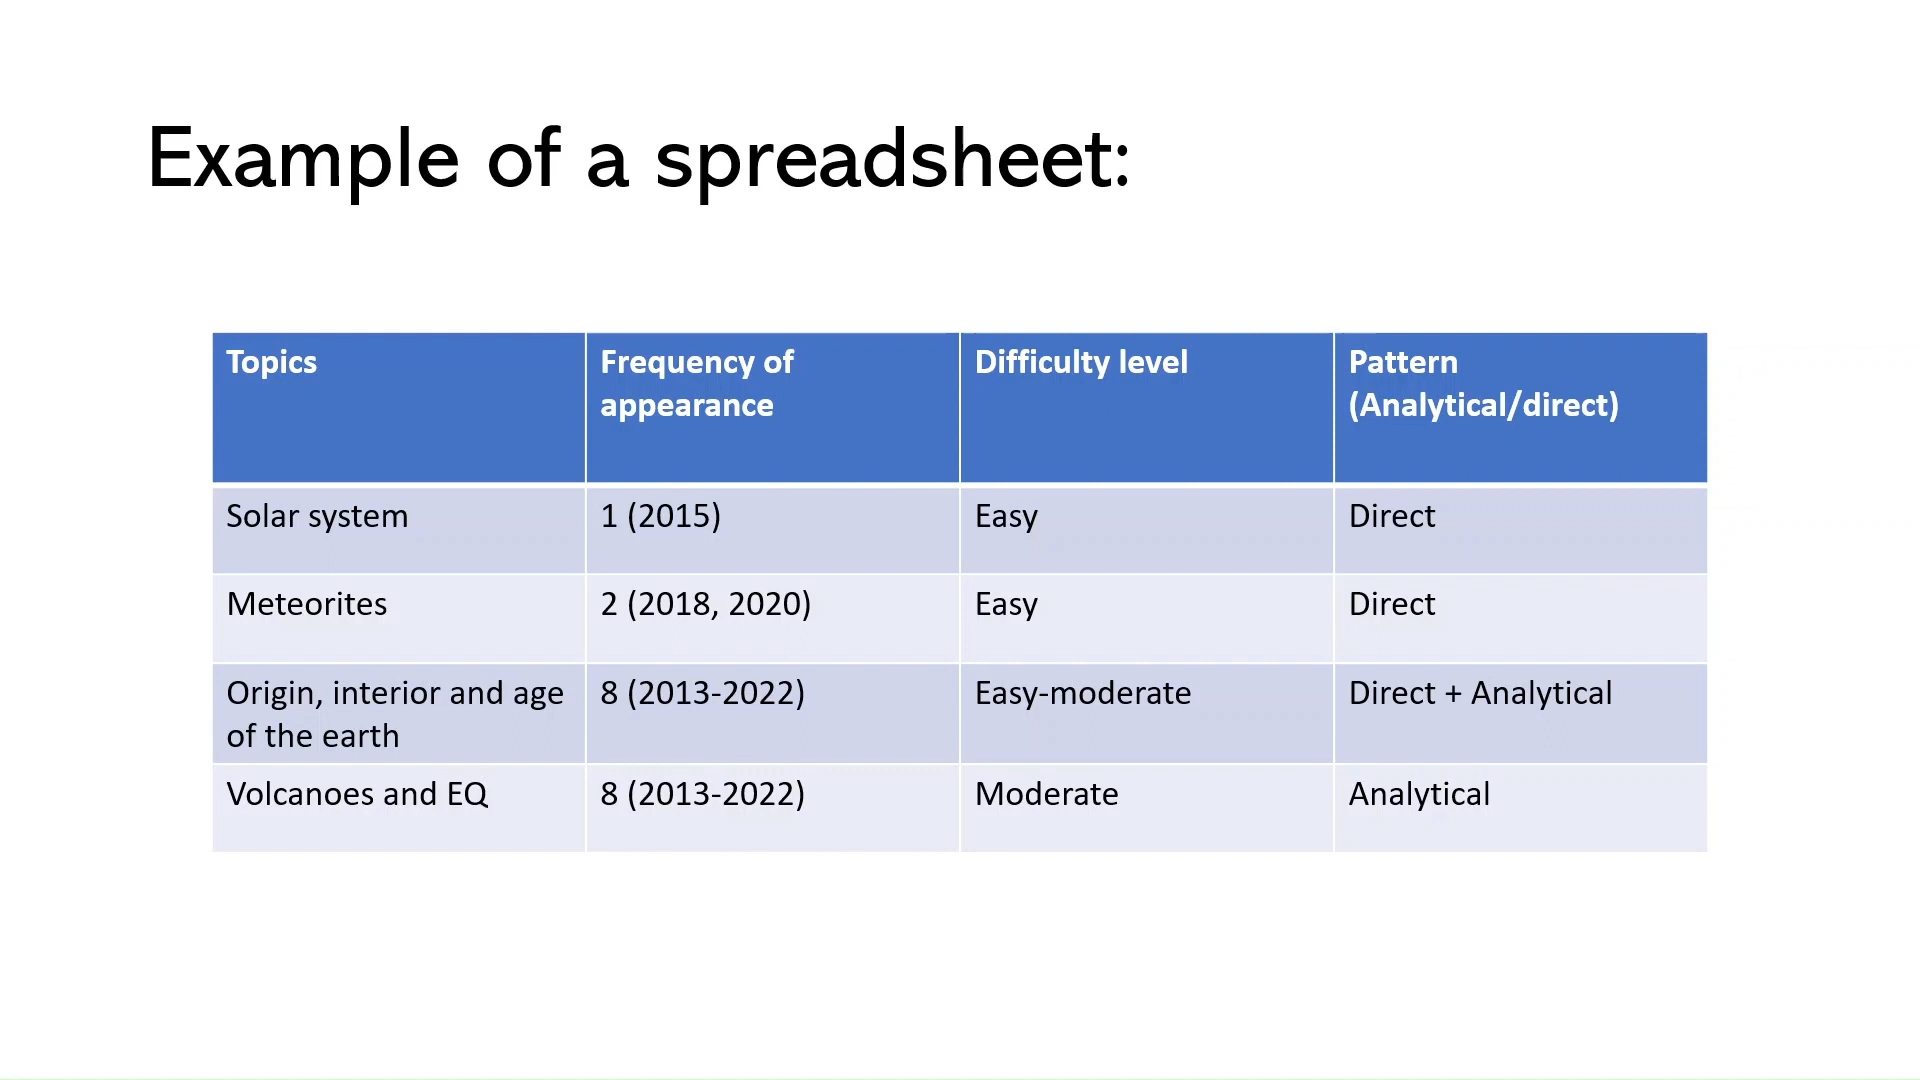 Example of a spreadsheet:
Topics
Frequency of
appearance
Difficulty level
Pattern
(Analytical/direct)
Solar system
1 (2015)
Easy
Direct
Meteorites
2 (2018, 2020)
Easy
Direct
Origin, interior and age
of the earth
8 (2013-2022)
Easy-moderate
Direct + Analytical
Volcanoes and EQ
8 (2013-2022)
Moderate
Analytical